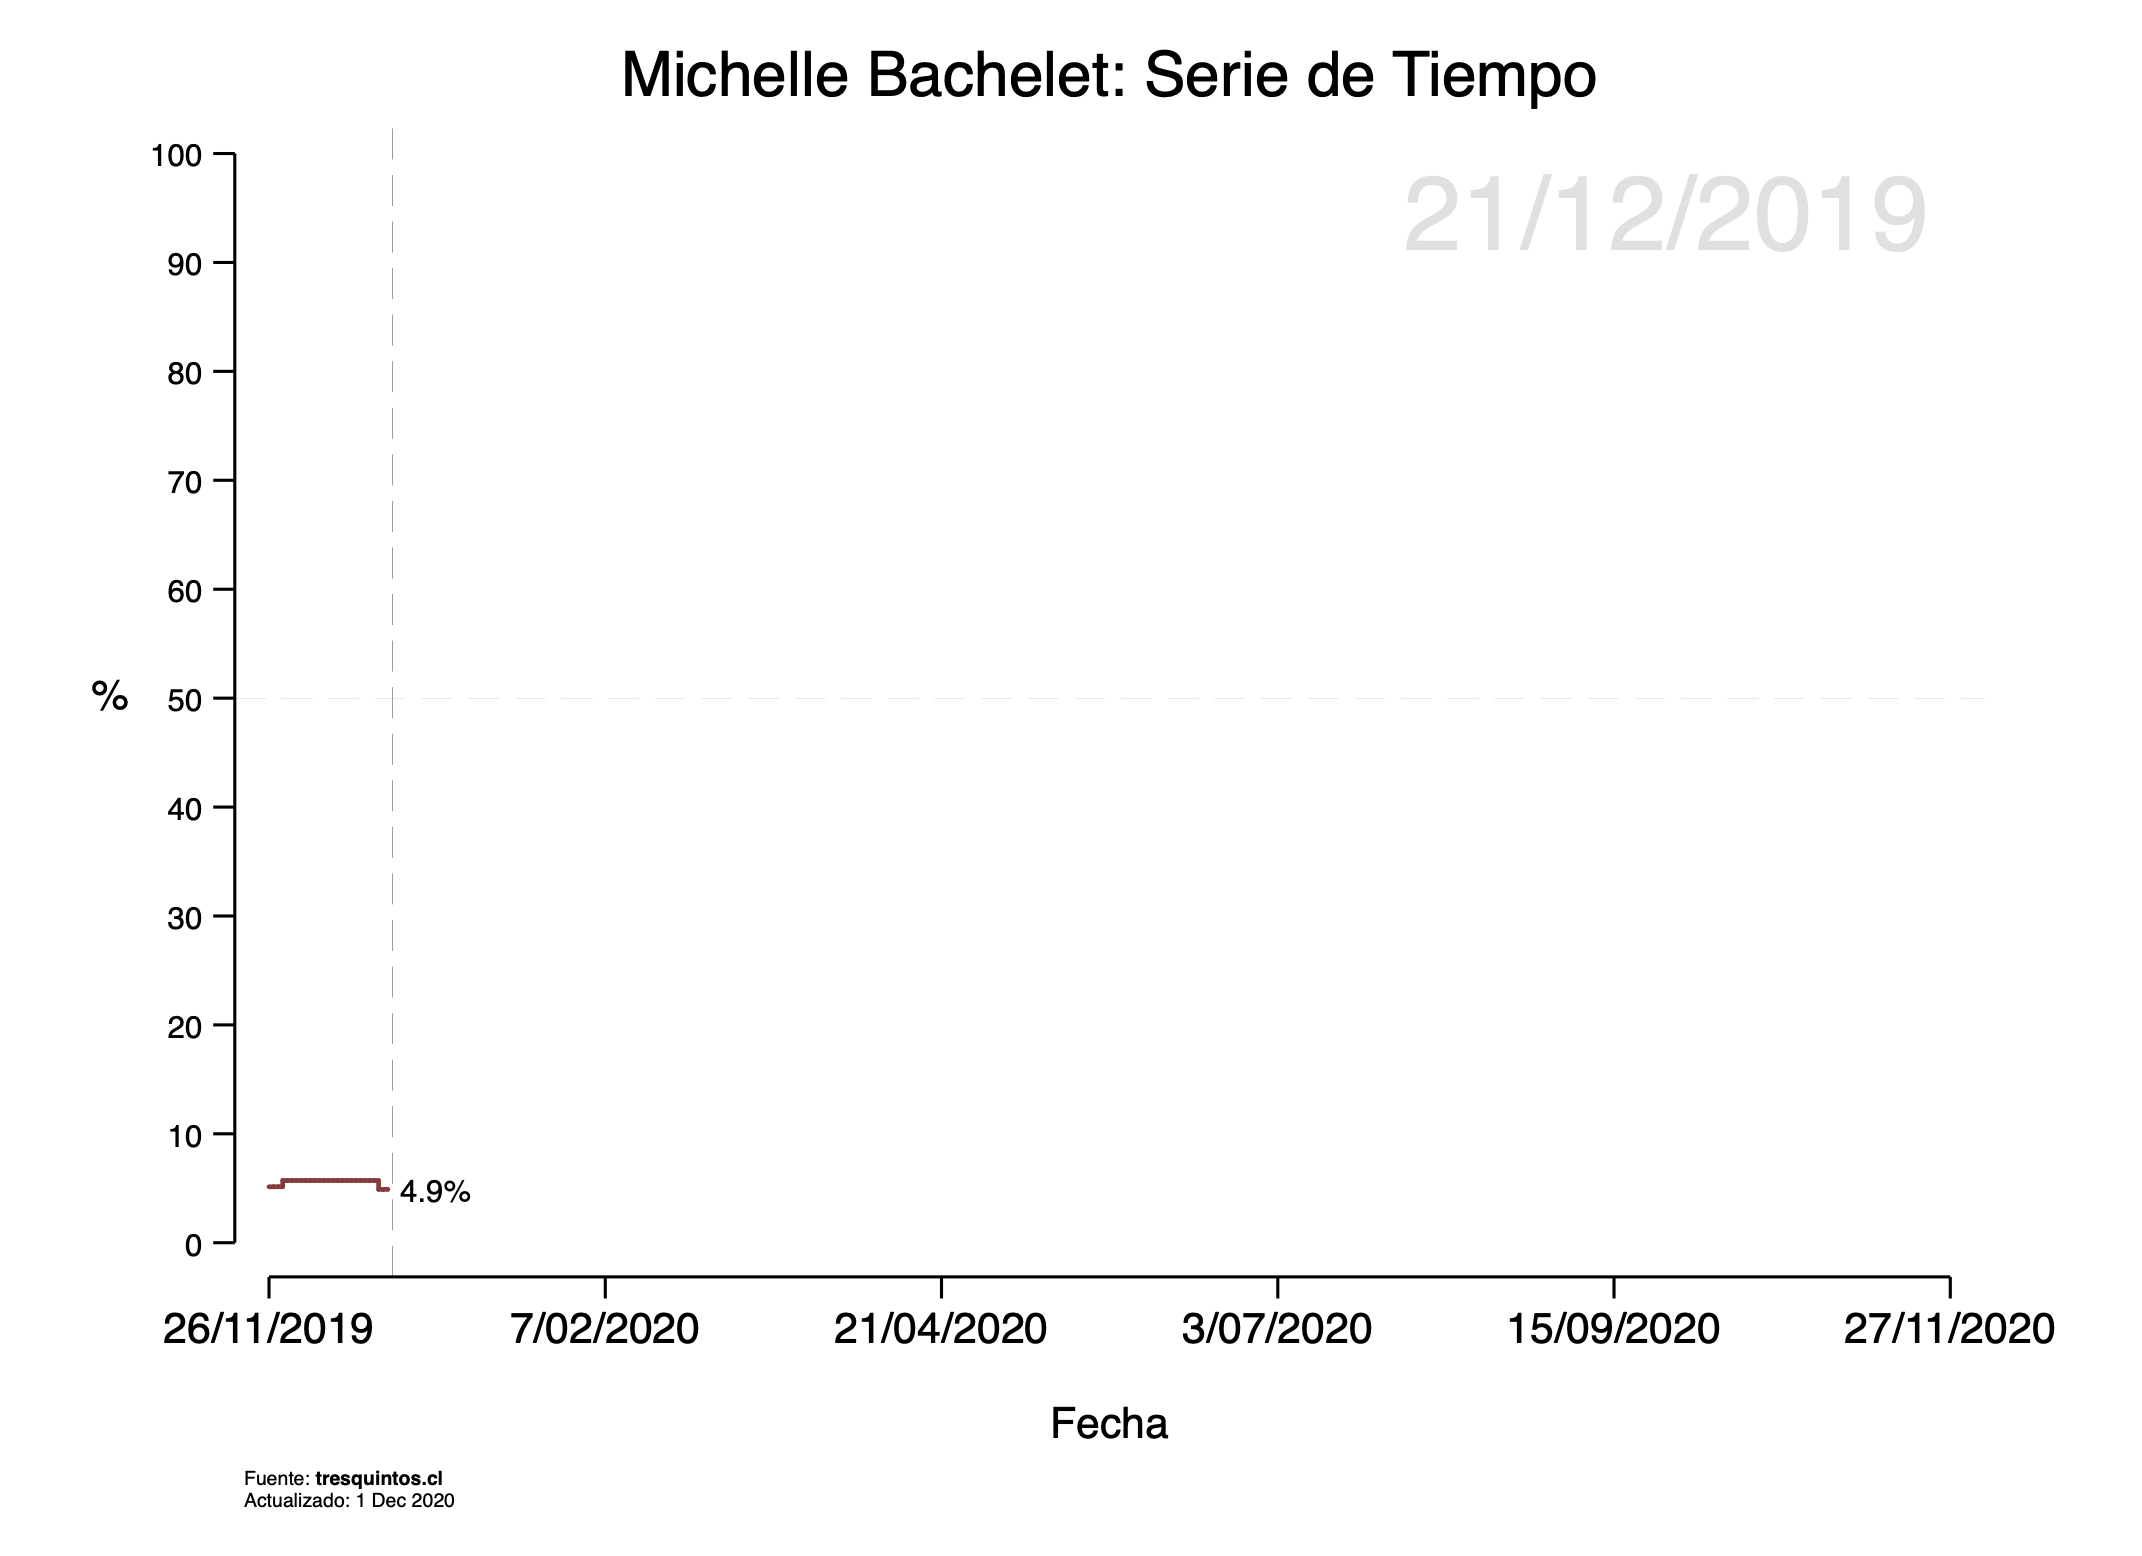 Michelle Bachelet: Serie de Tiempo
21/12/2019
100
90
80
70
60
50
40
30
20
10
0
%
4.9%
26/11/2019 7/02/2020 21/04/2020 3/07/2020 15/09/2020 27/11/2020
Fecha
Fuente: tresquintos.cl
Actualizado: 1 Dec 2020